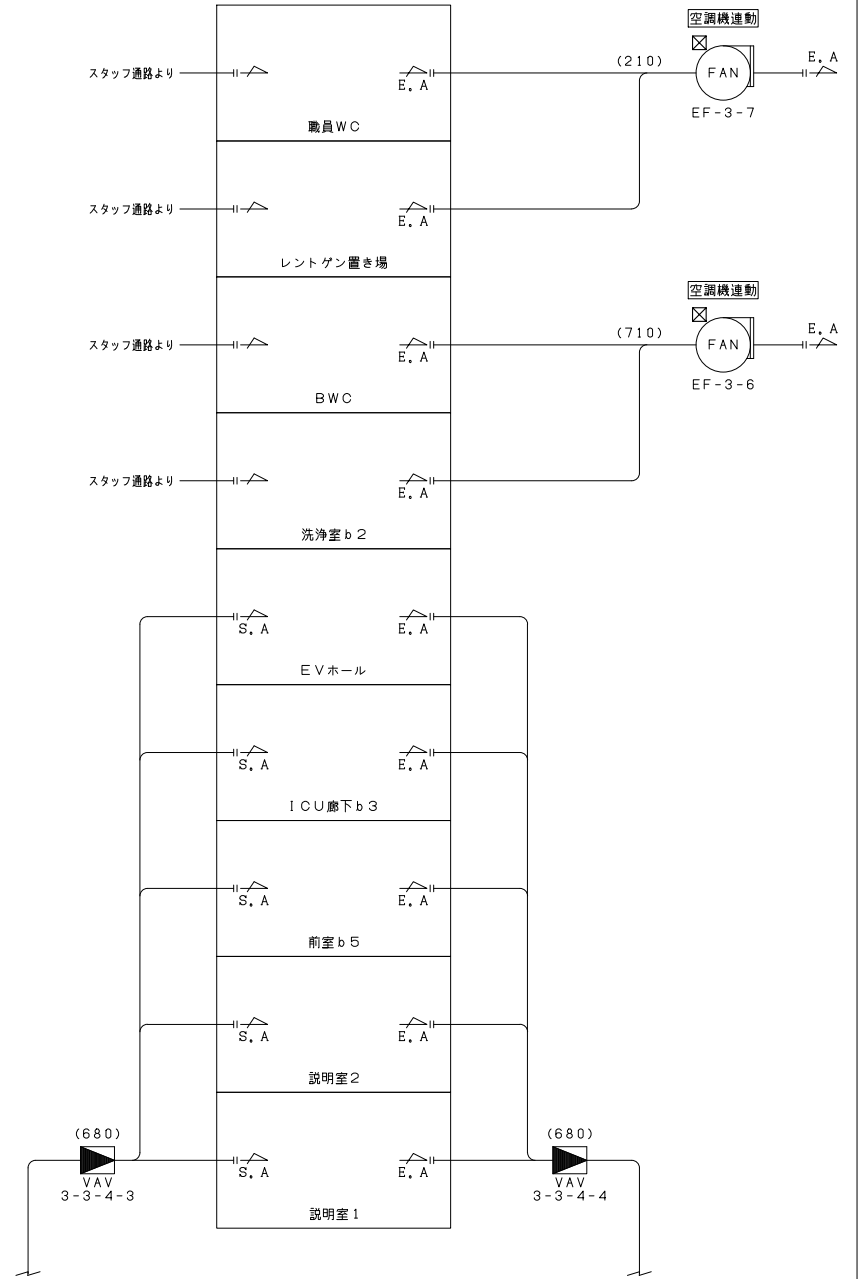 空調機連動
スタッフ通路より
E. A
(210)
FAN
E. A
EF-3-7
職員WC
スタッフ通路より
E. A
レントゲン置き場
空調機連動
スタッフ通路より
E. A
(710)
FAN
E. A
EF-3-6
BWC
スタッフ通路より
E. A
洗浄室b2
S. A
E. A
EVホール
S. A
E. A
ICU廊下b3
S. A
E. A
前室b5
S. A
E. A
説明室2
(680)
VAV
3-3-4-3
S. A
E. A
(680)
VAV
3-3-4-4
説明室1